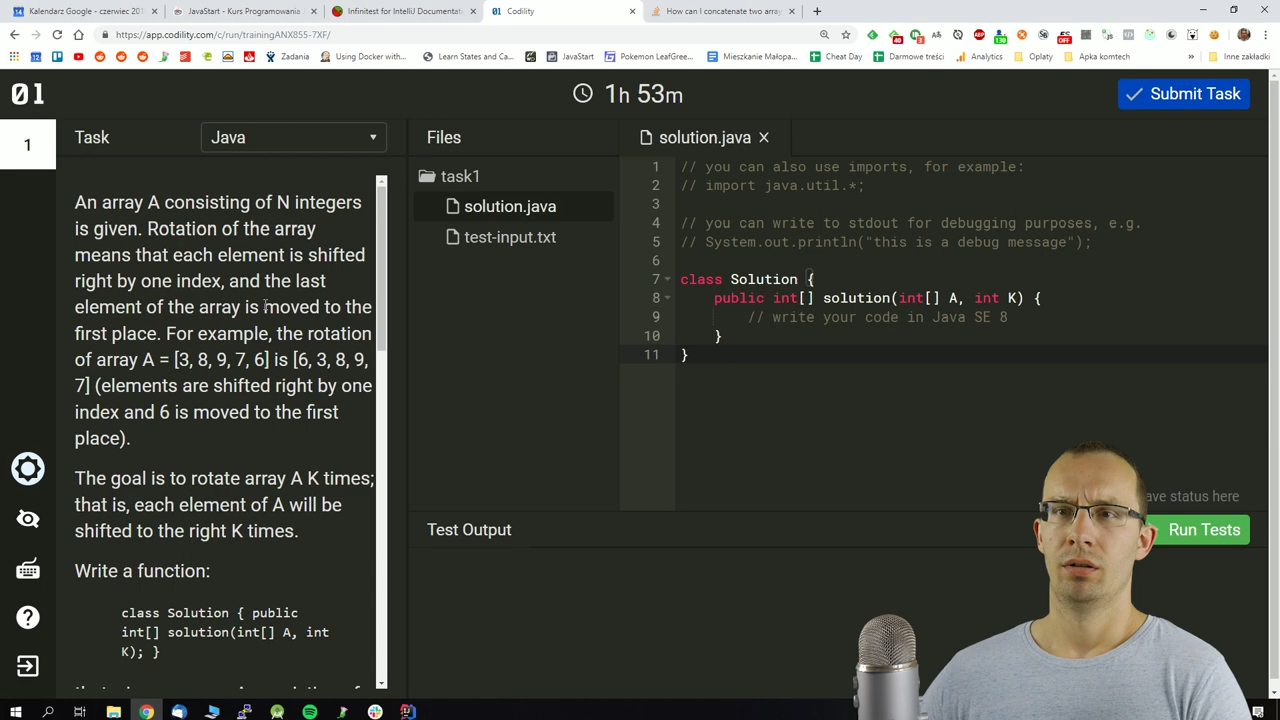 Kalendarz Google - czerwiec 201
JavaStart - Kurs Programowania
Infinitest for IntelliJ Documentat
Codility
How can I concatenate two array
https://app.codility.com/c/run/trainingANX855-7XF/
Zadania
Using Docker with...
Learn States and Ca...
JavaStart
Pokemon LeafGree...
Mieszkanie Małopa...
Cheat Day
Darmowe treści
Analytics
Opłaty
Apka komtech
»
Inne zakładki
01
1h 53m
Submit Task
1
Task
Java
Files
solution.java
task1
solution.java
test-input.txt
An array A consisting of N integers
is given. Rotation of the array
means that each element is shifted
right by one index, and the last
element of the array is moved to the
first place. For example, the rotation
of array A = [3, 8, 9, 7, 6] is [6, 3, 8, 9,
7] (elements are shifted right by one
index and 6 is moved to the first
place).
The goal is to rotate array A K times;
that is, each element of A will be
shifted to the right K times.
Write a function:
class Solution { public
int[] solution(int[] A, int
K); }
1 // you can also use imports, for example:
2 // import java.util.*;
3
4 // you can write to stdout for debugging purposes, e.g.
5 // System.out.println("this is a debug message");
6
7 class Solution {
8 public int[] solution(int[] A, int K) {
9 // write your code in Java SE 8
10 }
11 }
ave status here
Test Output
Run Tests